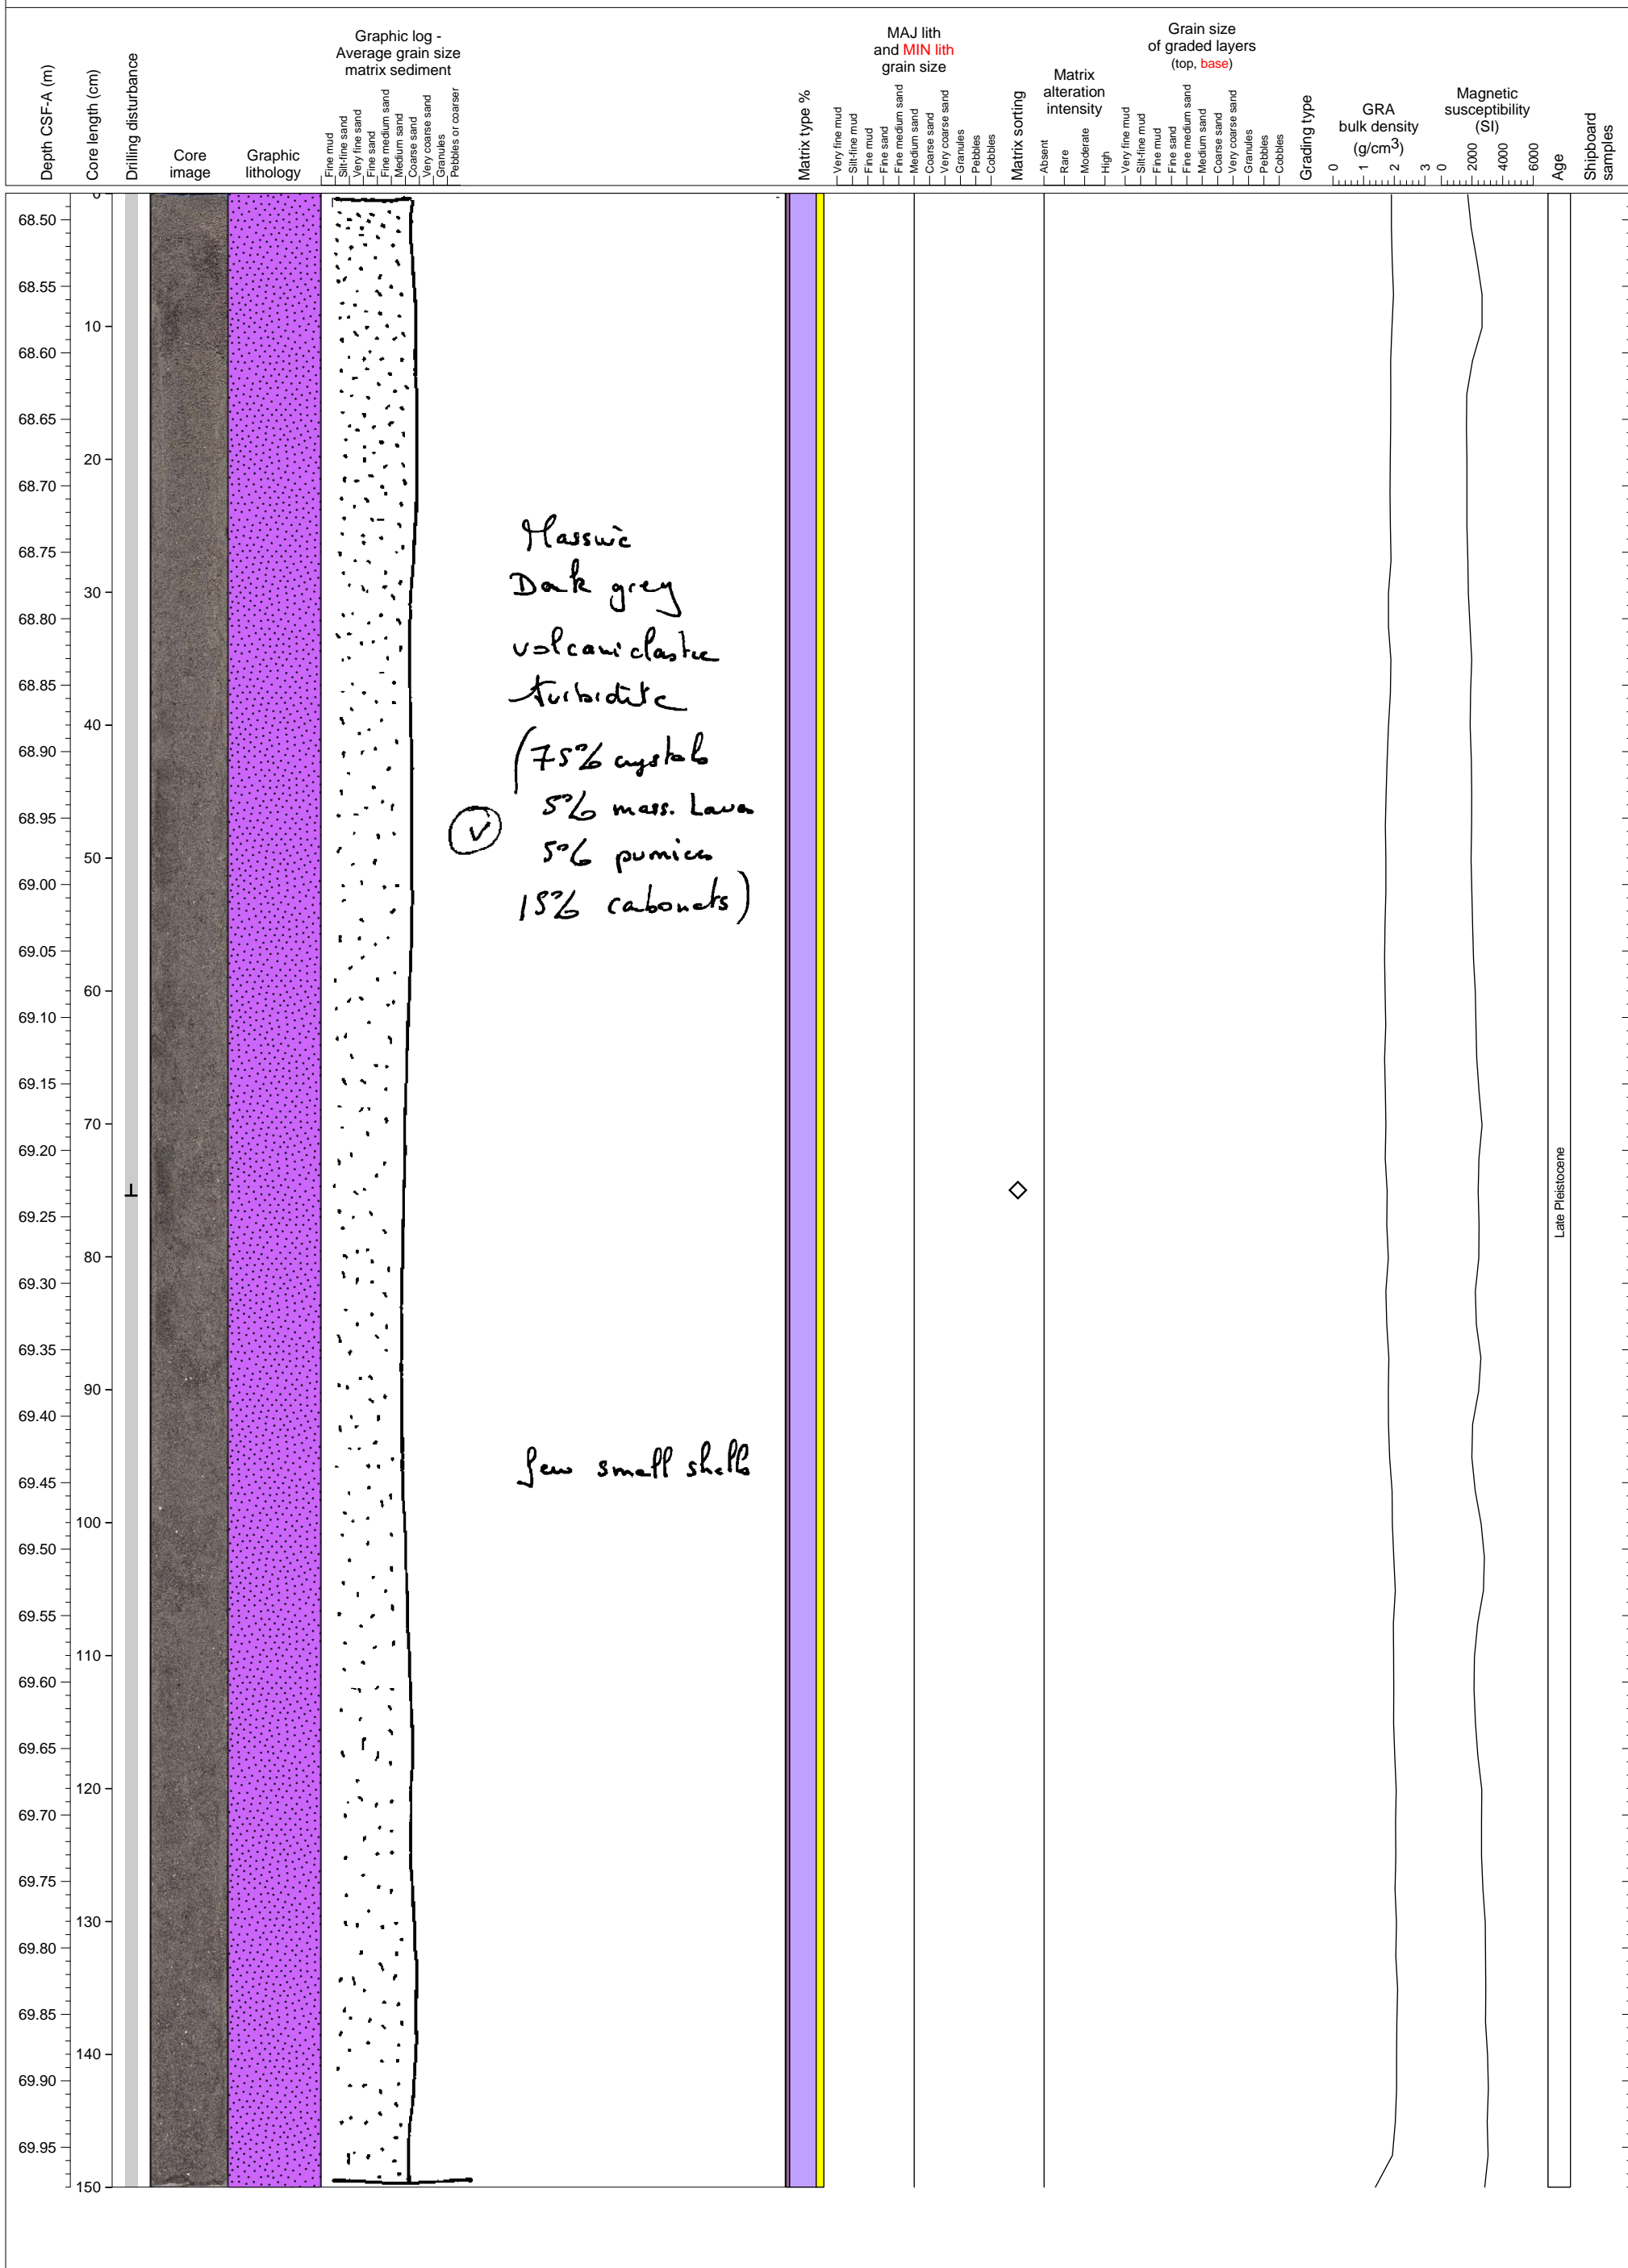 Depth CSF-A (m)
Core length (cm)
Drilling disturbance
Core
image
Graphic
lithology
Graphic log -
Average grain size
matrix sediment
Fine mud
Silt-fine sand
Very fine sand
Fine sand
Fine medium sand
Medium sand
Coarse sand
Very coarse sand
Granules
Pebbles or coarser
Matrix type %
MAJ lith
and MIN lith
grain size
Very fine mud
Silt-fine mud
Fine mud
Fine sand
Fine medium sand
Medium sand
Coarse sand
Very coarse sand
Granules
Pebbles
Cobbles
Matrix sorting
Matrix
alteration
intensity
Absent
Rare
Moderate
High
Grain size
of graded layers
(top, base)
Very fine mud
Silt-fine mud
Fine mud
Fine sand
Fine medium sand
Medium sand
Coarse sand
Very coarse sand
Granules
Pebbles
Cobbles
Grading type
GRA
bulk density
(g/cm3)
0 1 2 3
Magnetic
susceptibility
(SI)
0 2000 4000 6000
Age
Shipboard
samples
68.50
68.55
68.60
68.65
68.70
68.75
68.80
68.85
68.90
68.95
69.00
69.05
69.10
69.15
69.20
69.25
69.30
69.35
69.40
69.45
69.50
69.55
69.60
69.65
69.70
69.75
69.80
69.85
69.90
69.95
0
10
20
30
40
50
60
70
80
90
100
110
120
130
140
150
Massive
Dark grey
volcaniclastic
turbidite
(75% crystals
5% mass. Lava
5% pumices
15% carbonats)
V
few small shells
Late Pleistocene